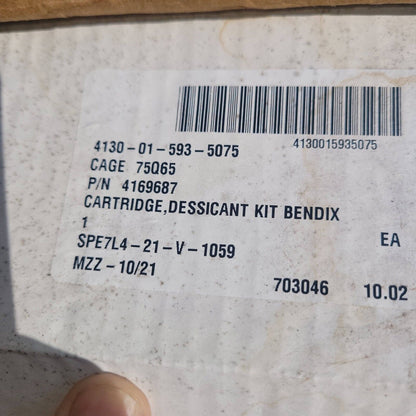 4130015935075
4130-01-593-5075
CAGE 75Q65
P/N 4169687
CARTRIDGE,DESSICANT KIT BENDIX
1 EA
SPE7L4-21-V-1059
MZZ-10/21
703046 10.02